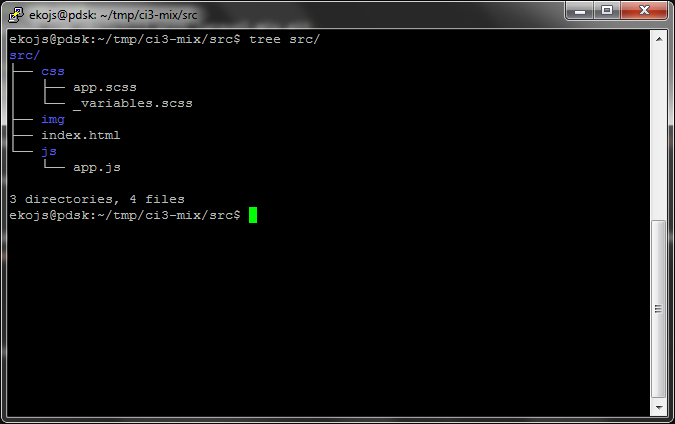 ekojs@pdsk: ~/tmp/ci3-mix/src
ekojs@pdsk:~/tmp/ci3-mix/src$ tree src/
src/
├── css
│   ├── app.scss
│   └── _variables.scss
├── img
├── index.html
└── js
    └── app.js

3 directories, 4 files
ekojs@pdsk:~/tmp/ci3-mix/src$